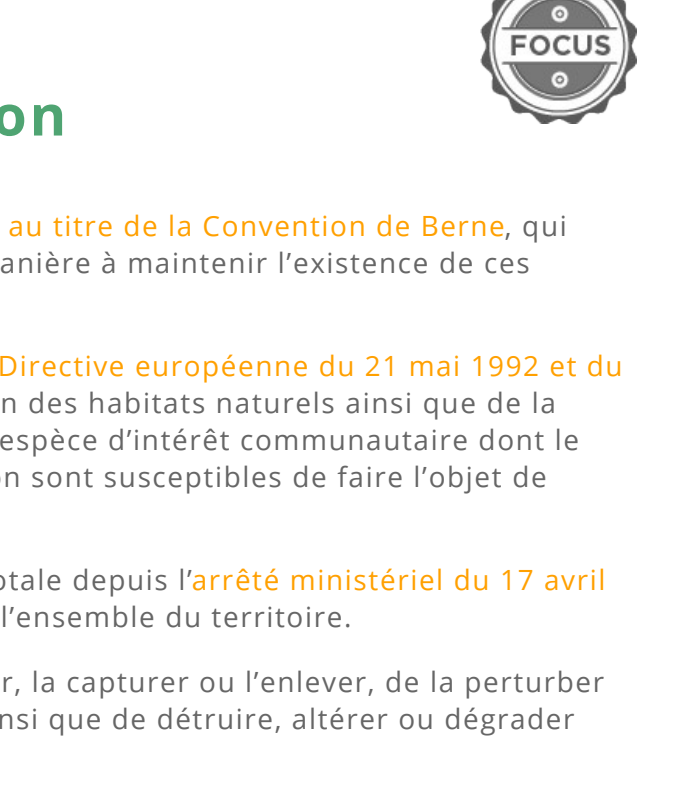 FOCUS
on
au titre de la Convention de Berne, qui
anière à maintenir l’existence de ces
Directive européenne du 21 mai 1992 et du
n des habitats naturels ainsi que de la
espèce d’intérêt communautaire dont le
on sont susceptibles de faire l’objet de
otale depuis l’arrêté ministériel du 17 avril
l’ensemble du territoire.
r, la capturer ou l’enlever, de la perturber
nsi que de détruire, altérer ou dégrader